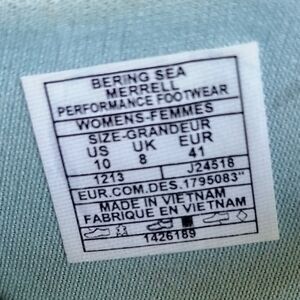 BERING SEA
MERRELL
PERFORMANCE FOOTWEAR
WOMENS-FEMMES
SIZE-GRANDEUR
US UK EUR
10 8 41
1213 J24518
EUR.COM.DES.1795083"
MADE IN VIETNAM
FABRIQUE EN VIETNAM
1426189